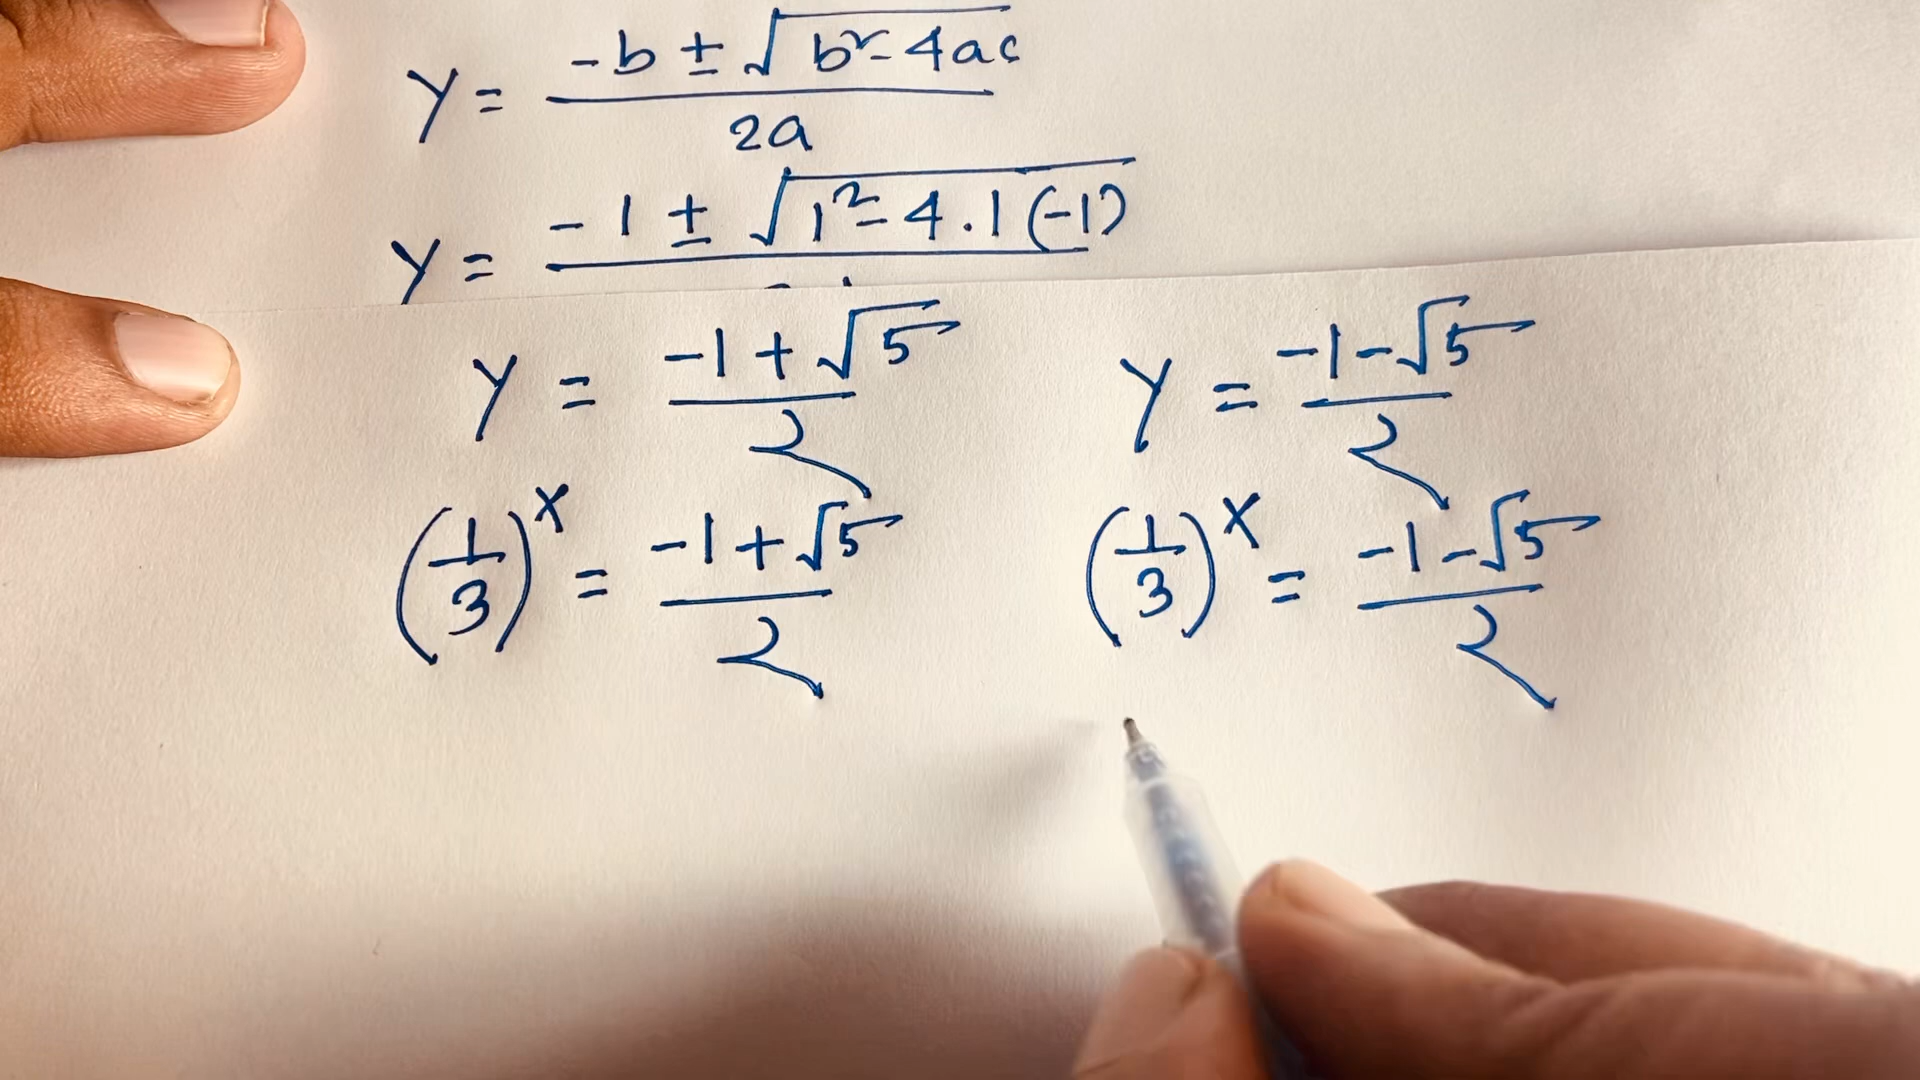 y = (-b ± √(b² - 4ac)) / 2a
y = (-1 ± √(1² - 4.1(-1))
y = (-1 + √5) / 2    y = (-1 - √5) / 2
(1/3)^x = (-1 + √5) / 2    (1/3)^x = (-1 - √5) / 2